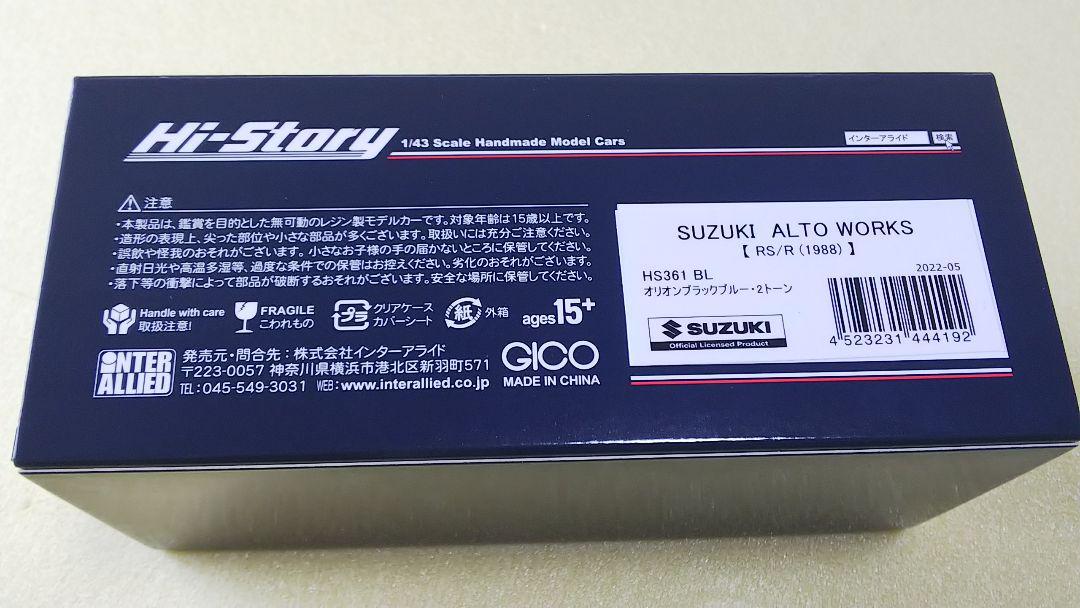 Hi-Story
1/43 Scale Handmade Model Cars
インターアライド 検索
注意
・本製品は、鑑賞を目的とした無可動のレジン製モデルカーです。対象年齢は15歳以上です。
・造形の表現上、尖った部位や小さな部品が多くございます。取扱いには充分ご注意ください。
・誤飲や怪我のおそれがございます。小さなお子様の手の届かないところに保管してください。
・直射日光や高温多湿等、過度な条件での保管はお控えください。劣化のおそれがございます。
・落下等の衝撃によって部品が破断するおそれがございます。安全な場所に保管してください。
Handle with care
取扱注意!
FRAGILE
こわれもの
プラ
クリアケース
カバーシート
紙
外箱
ages15+
INTER
ALLIED
発売元・問合先：株式会社インターアライド
〒223-0057 神奈川県横浜市港北区新羽町571
TEL：045-549-3031 WEB：www.interallied.co.jp
GICO
MADE IN CHINA
SUZUKI ALTO WORKS
【 RS/R (1988) 】
HS361 BL
2022-05
オリオンブラックブルー・2トーン
SUZUKI
Official Licensed Product
4 523231 444192